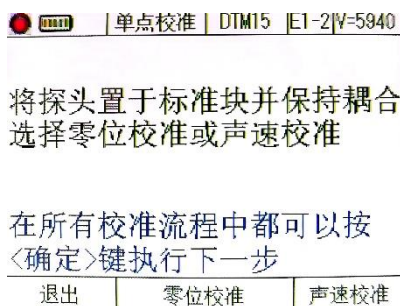 单点校准 DTM15 E1-2 V=5940
将探头置于标准块并保持耦合
选择零位校准或声速校准
在所有校准流程中都可以按
<确定>键执行下一步
退出 零位校准 声速校准